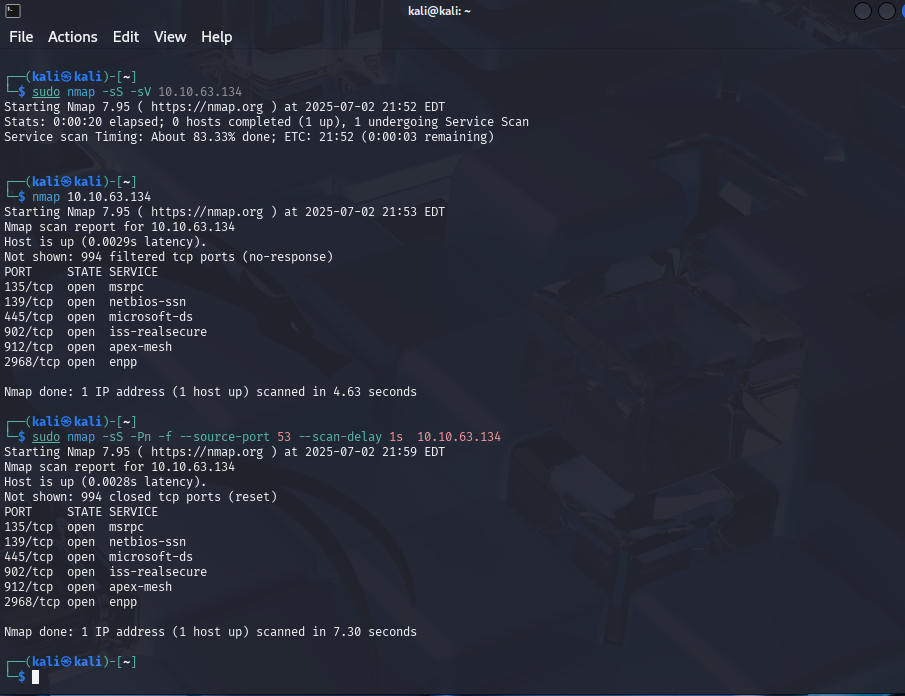 kali@kali: ~
File Actions Edit View Help
┌──(kali㉿kali)-[~]
└─$ sudo nmap -sS -sV 10.10.63.134
Starting Nmap 7.95 ( https://nmap.org ) at 2025-07-02 21:52 EDT
Stats: 0:00:20 elapsed; 0 hosts completed (1 up), 1 undergoing Service Scan
Service scan Timing: About 83.33% done; ETC: 21:52 (0:00:03 remaining)
┌──(kali㉿kali)-[~]
└─$ nmap 10.10.63.134
Starting Nmap 7.95 ( https://nmap.org ) at 2025-07-02 21:53 EDT
Nmap scan report for 10.10.63.134
Host is up (0.0029s latency).
Not shown: 994 filtered tcp ports (no-response)
PORT     STATE SERVICE
135/tcp  open  msrpc
139/tcp  open  netbios-ssn
445/tcp  open  microsoft-ds
902/tcp  open  iss-realsecure
912/tcp  open  apex-mesh
2968/tcp open  enpp
Nmap done: 1 IP address (1 host up) scanned in 4.63 seconds
┌──(kali㉿kali)-[~]
└─$ sudo nmap -sS -Pn -f --source-port 53 --scan-delay 1s  10.10.63.134
Starting Nmap 7.95 ( https://nmap.org ) at 2025-07-02 21:59 EDT
Nmap scan report for 10.10.63.134
Host is up (0.0028s latency).
Not shown: 994 closed tcp ports (reset)
PORT     STATE SERVICE
135/tcp  open  msrpc
139/tcp  open  netbios-ssn
445/tcp  open  microsoft-ds
902/tcp  open  iss-realsecure
912/tcp  open  apex-mesh
2968/tcp open  enpp
Nmap done: 1 IP address (1 host up) scanned in 7.30 seconds
┌──(kali㉿kali)-[~]
└─$